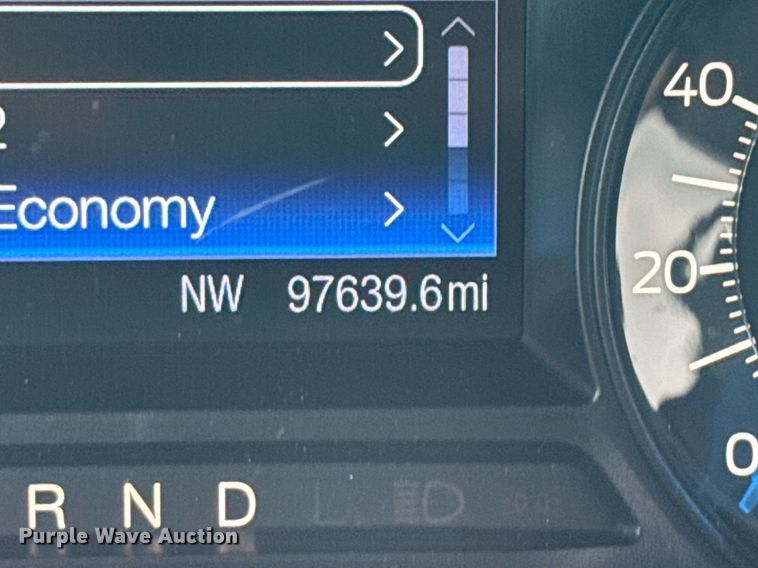 2
Economy
NW 97639.6mi
40
20
0
R N D
Purple Wave Auction